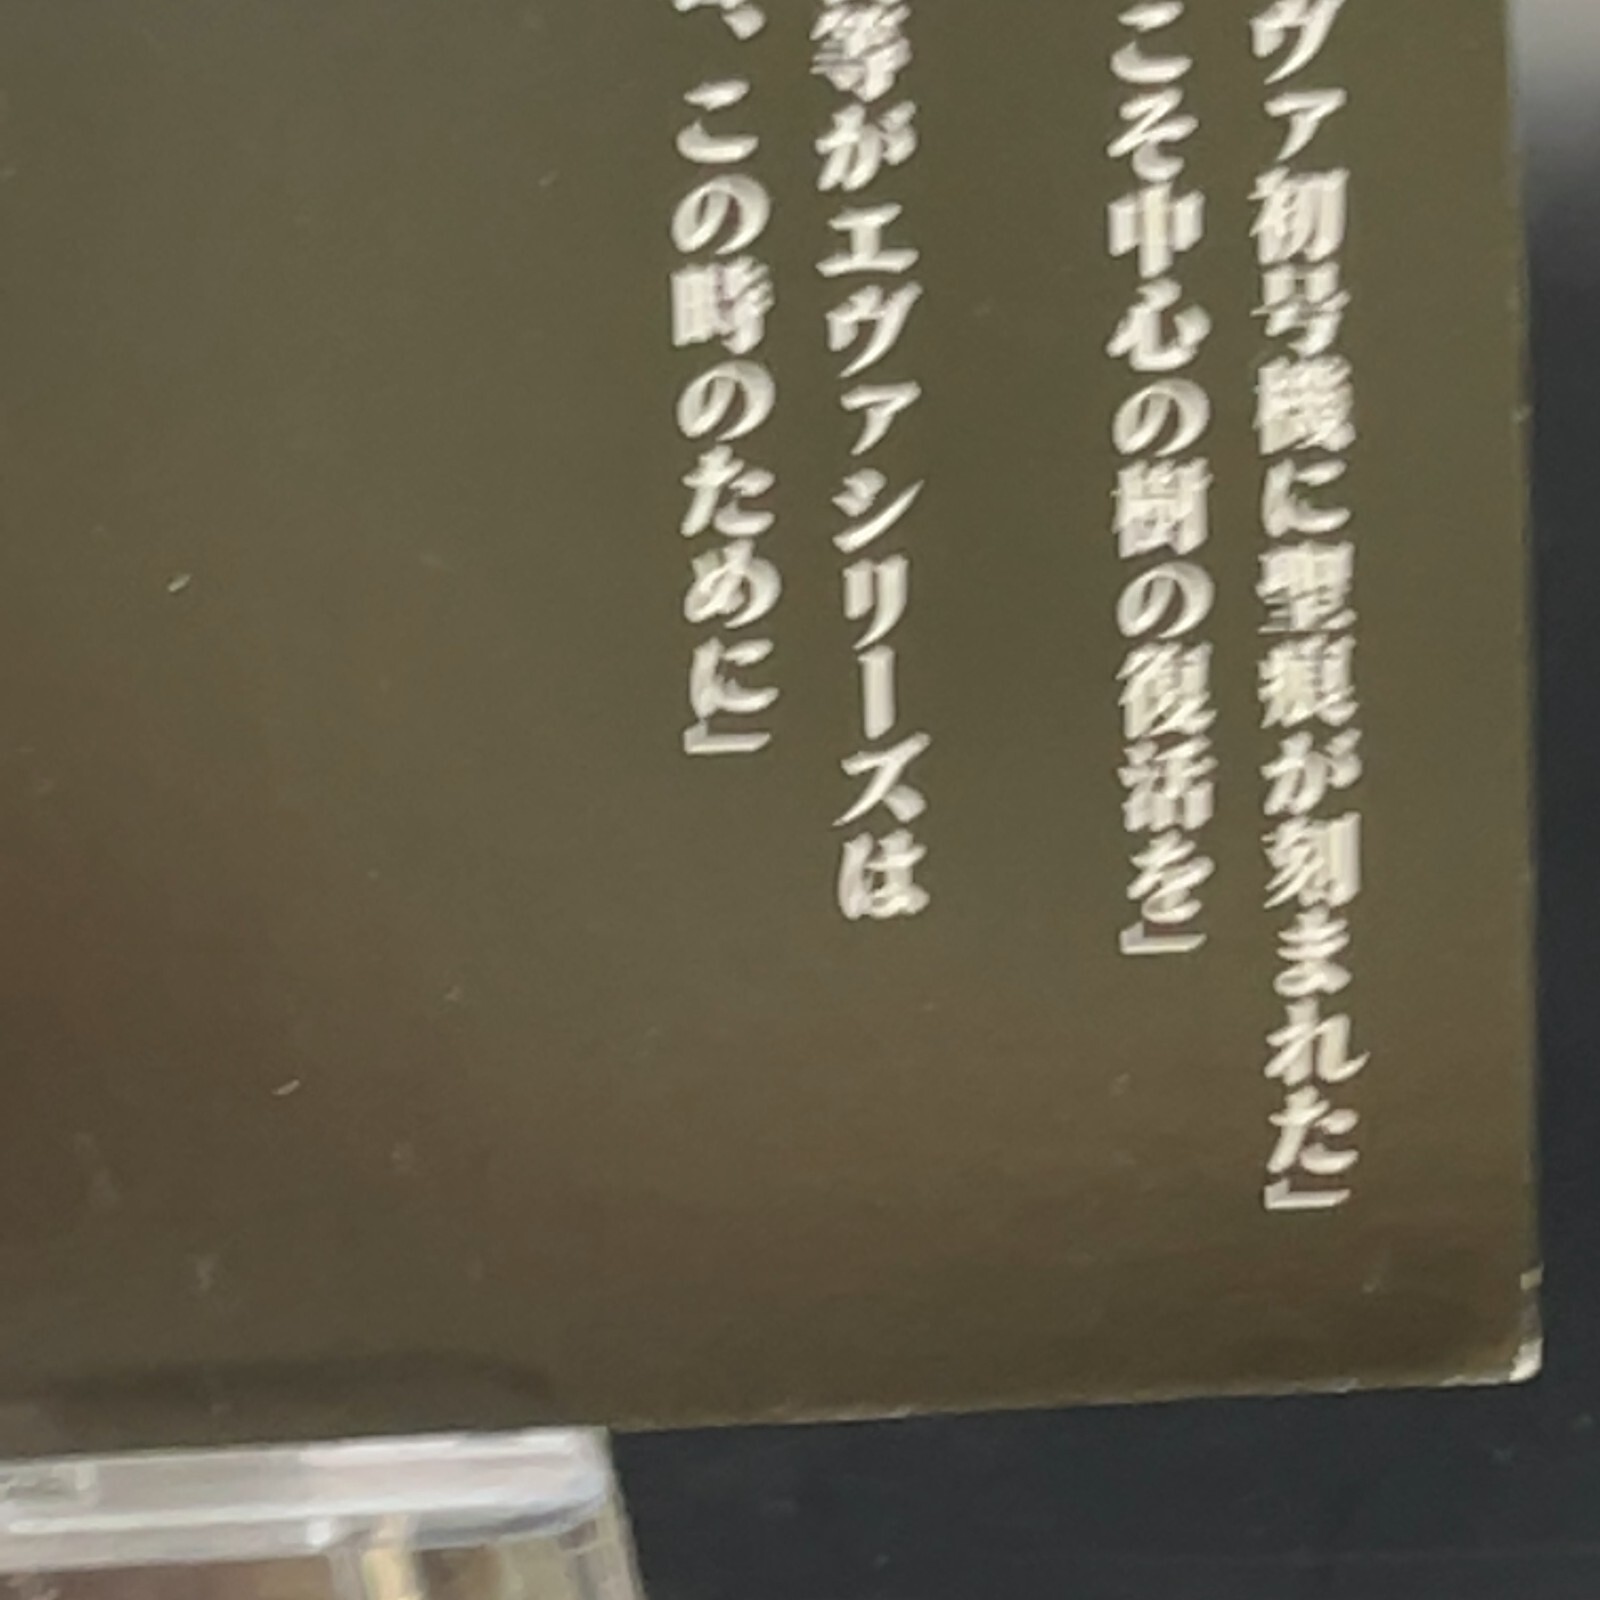 ヴァ初号機に聖痕が刻まれた」
こそ中心の樹の復活を」
等がエヴァシリーズは
、この時のために」